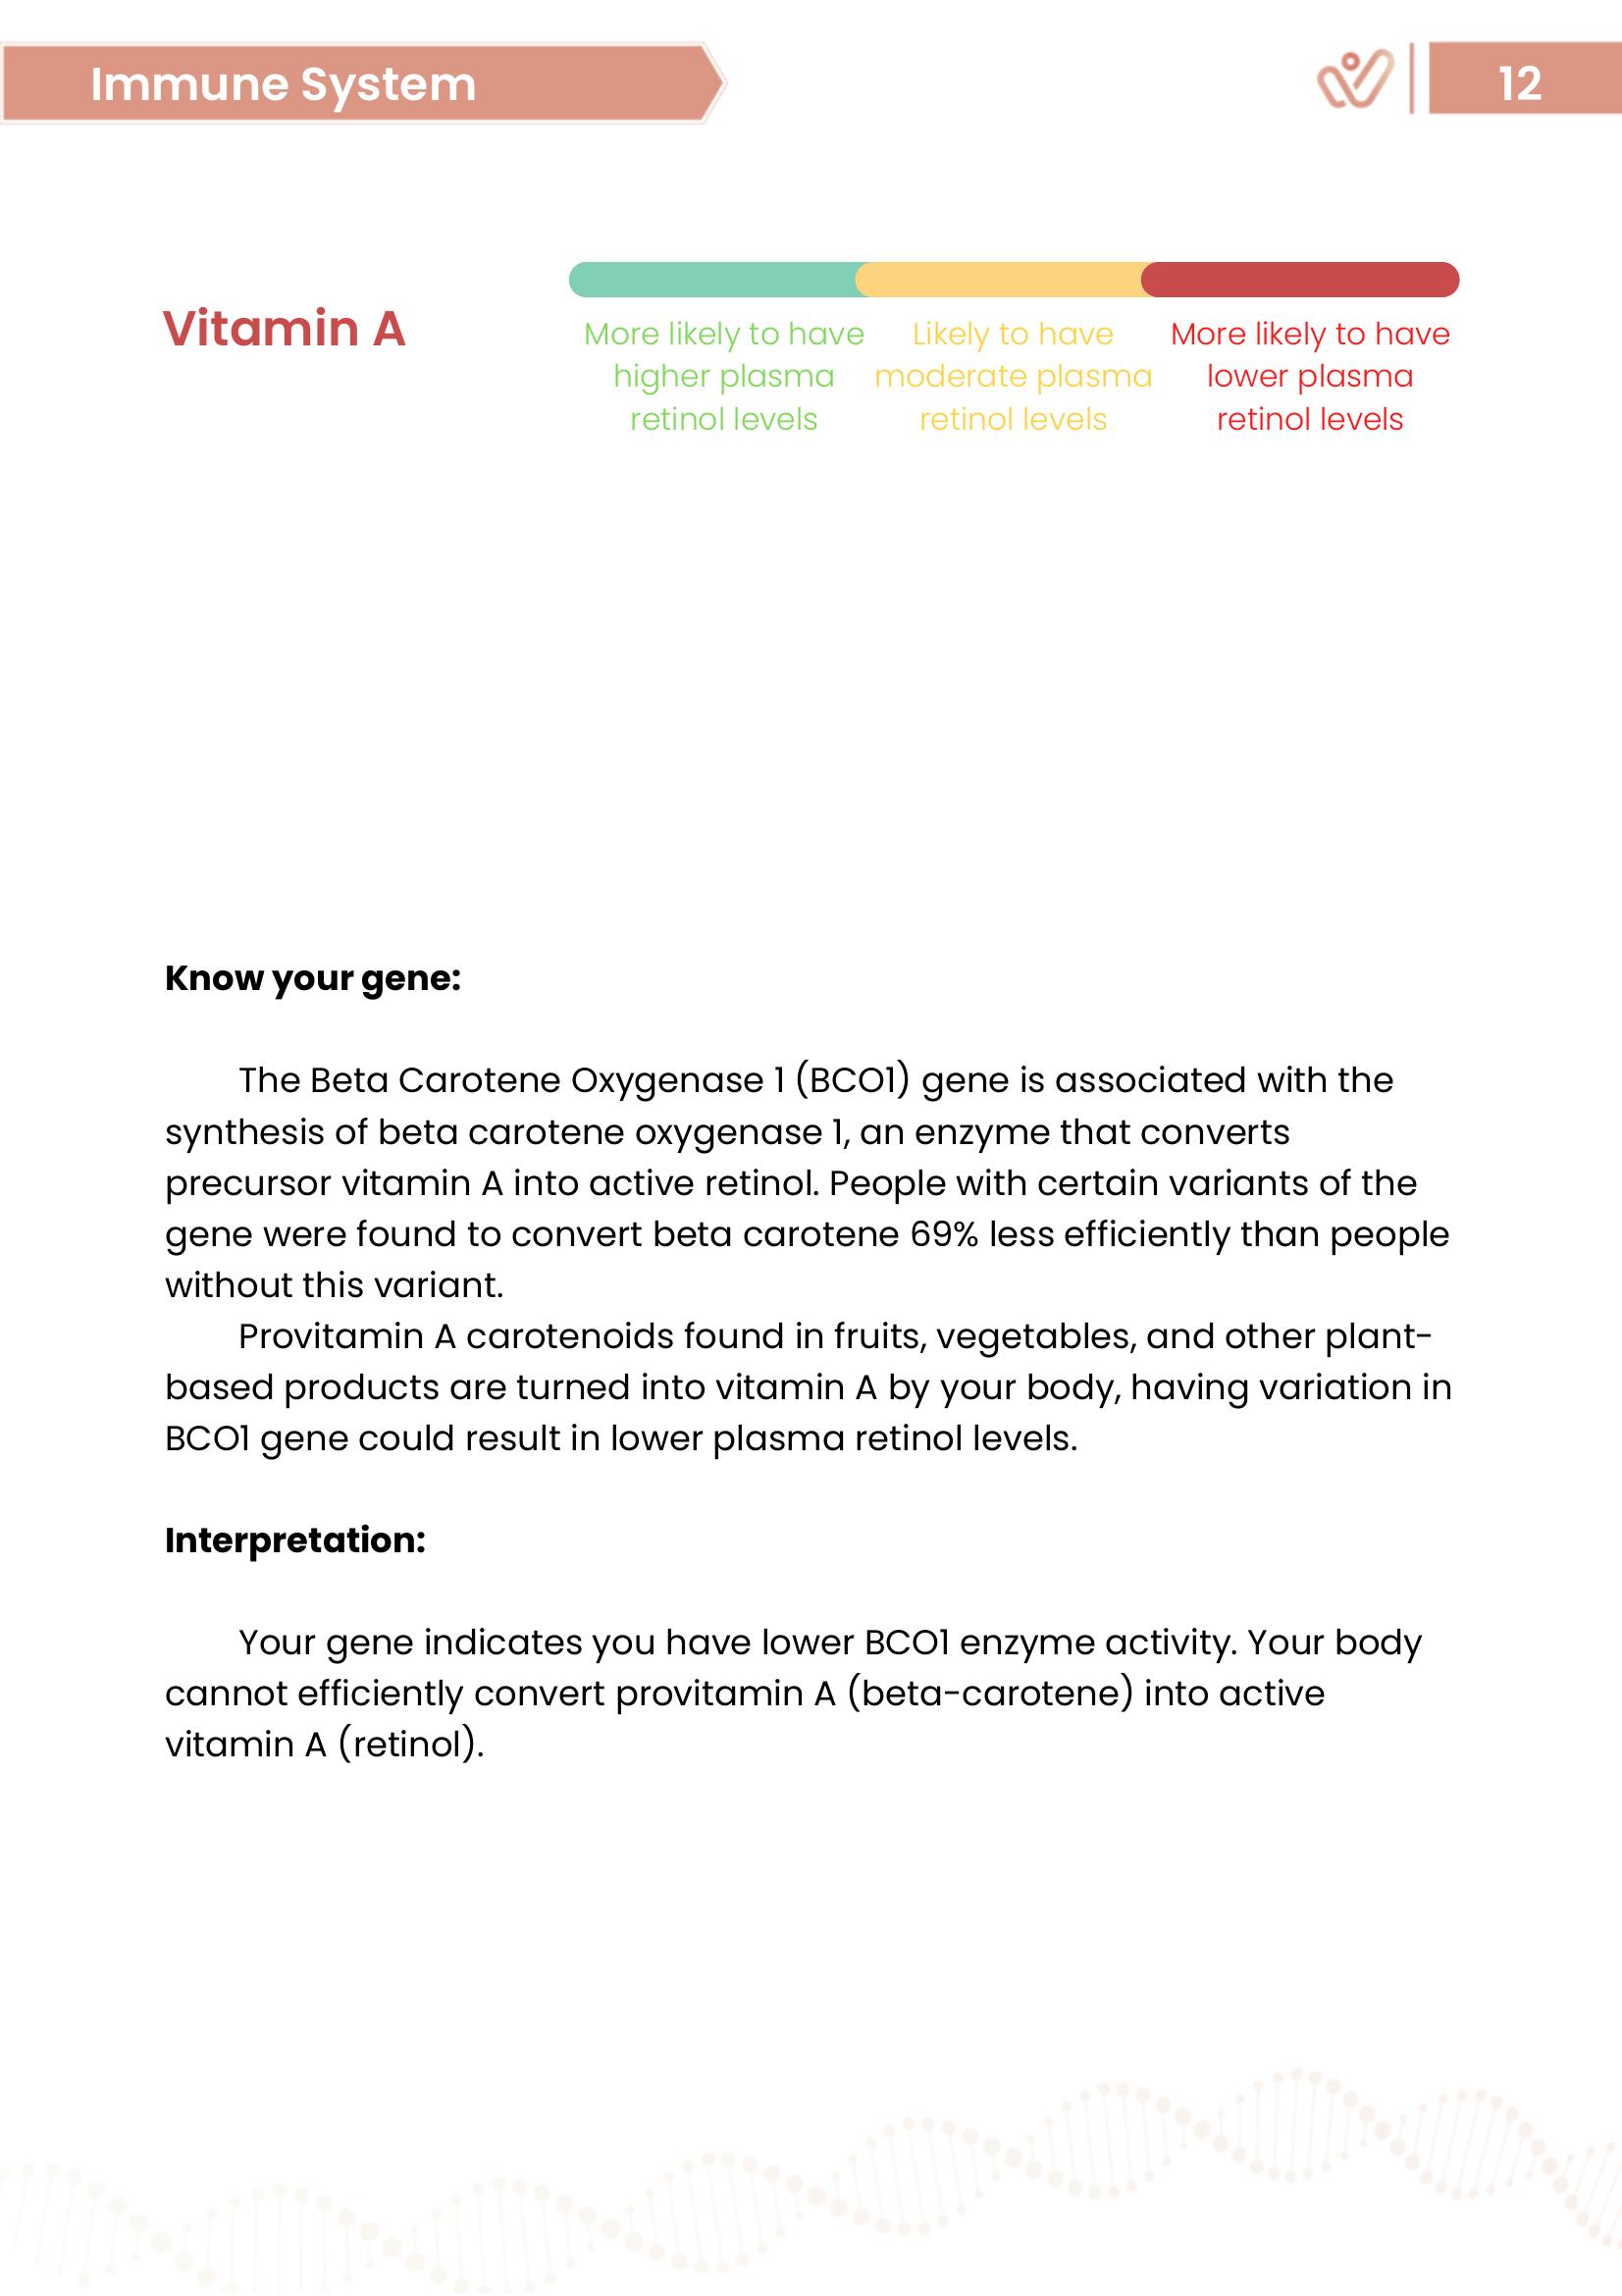 Immune System
12
Vitamin A
More likely to have
higher plasma
retinol levels
Likely to have
moderate plasma
retinol levels
More likely to have
lower plasma
retinol levels
Know your gene:
The Beta Carotene Oxygenase 1 (BCO1) gene is associated with the
synthesis of beta carotene oxygenase 1, an enzyme that converts
precursor vitamin A into active retinol. People with certain variants of the
gene were found to convert beta carotene 69% less efficiently than people
without this variant.
Provitamin A carotenoids found in fruits, vegetables, and other plant-
based products are turned into vitamin A by your body, having variation in
BCO1 gene could result in lower plasma retinol levels.
Interpretation:
Your gene indicates you have lower BCO1 enzyme activity. Your body
cannot efficiently convert provitamin A (beta-carotene) into active
vitamin A (retinol).